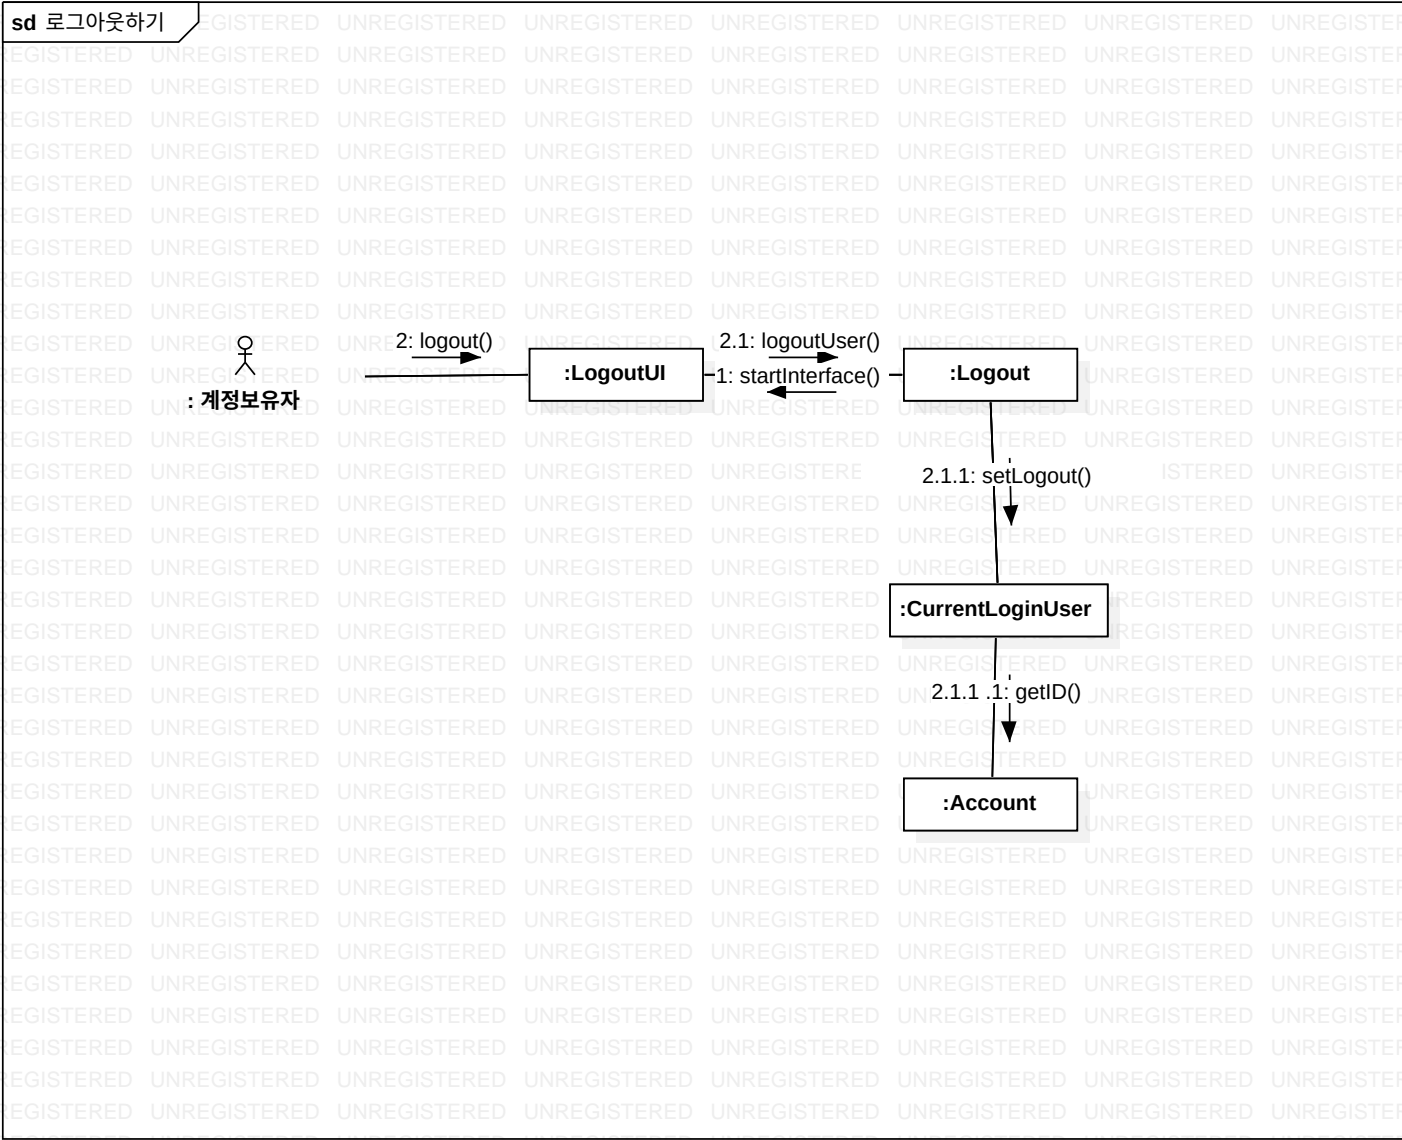 sd 로그아웃하기
2: logout()
2.1: logoutUser()
:LogoutUI
1: startInterface()
:Logout
: 계정보유자
2.1.1: setLogout()
:CurrentLoginUser
2.1.1 .1: getID()
:Account
UNREGISTERED